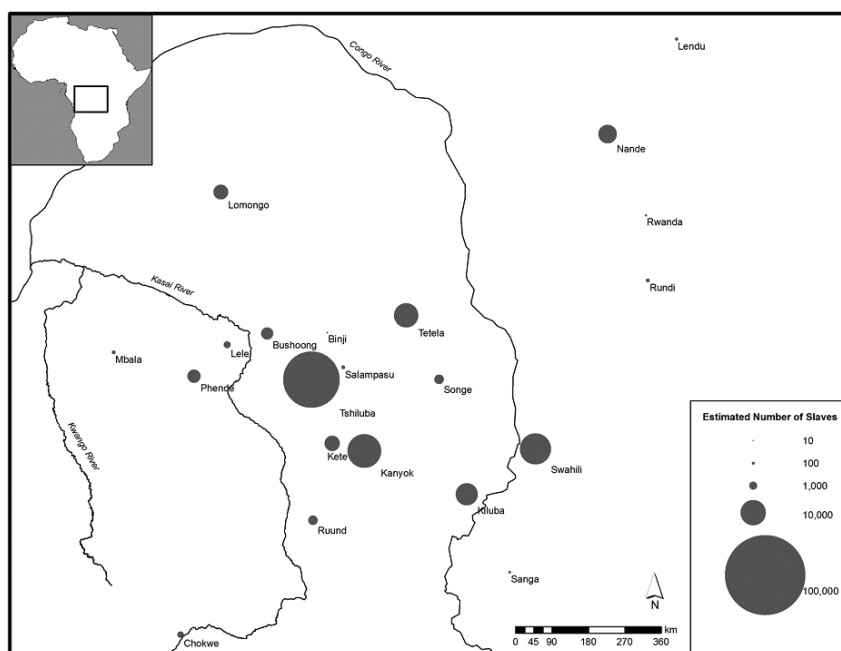 Congo River
Lendu
Nande
Lomongo
Rwanda
Kasai River
Rundi
Tetela
Binji
Bushoong
Lele
Mbala
Salampasu
Phende
Songe
Tshiluba
Kwango River
Kete
Kanyok
Swahili
Kiluba
Ruund
Sanga
Chokwe
Estimated Number of Slaves
10
100
1,000
10,000
100,000
N
km
0 45 90 180 270 360